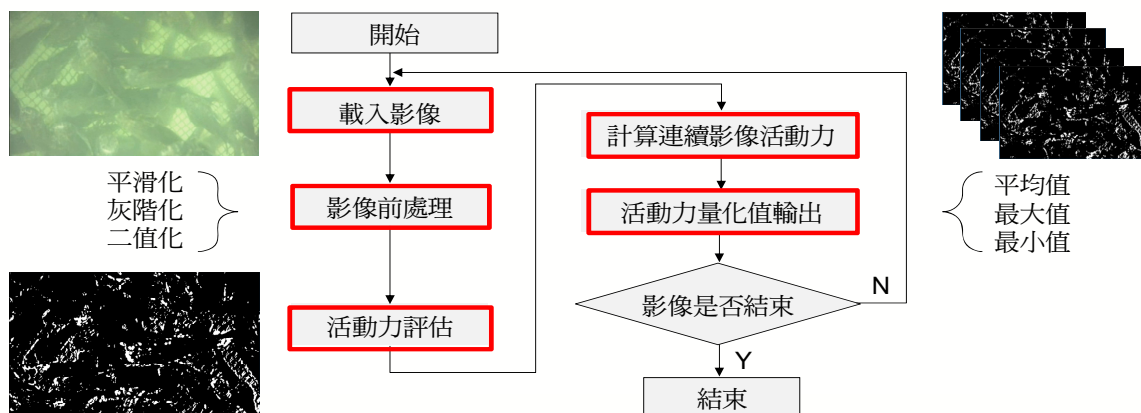 開始
載入影像
平滑化
灰階化
二值化
影像前處理
活動力評估
計算連續影像活動力
活動力量化值輸出
平均值
最大值
最小值
影像是否結束
N
Y
結束